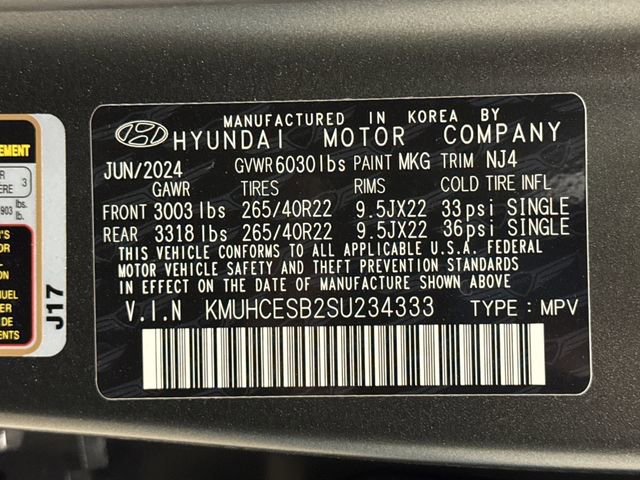 MANUFACTURED IN KOREA BY
HYUNDAI MOTOR COMPANY
JUN/2024 GVWR 6030 lbs PAINT MKG TRIM NJ4
GAWR TIRES RIMS COLD TIRE INFL
FRONT 3003 lbs 265/40R22 9.5JX22 33psi SINGLE
REAR 3318 lbs 265/40R22 9.5JX22 36psi SINGLE
THIS VEHICLE CONFORMS TO ALL APPLICABLE U.S.A. FEDERAL
MOTOR VEHICLE SAFETY AND THEFT PREVENTION STANDARDS
IN EFFECT ON THE DATE OF MANUFACTURE SHOWN ABOVE
V.I.N KMUHCESB2SU234333 TYPE : MPV
J17
3
903 lbs.